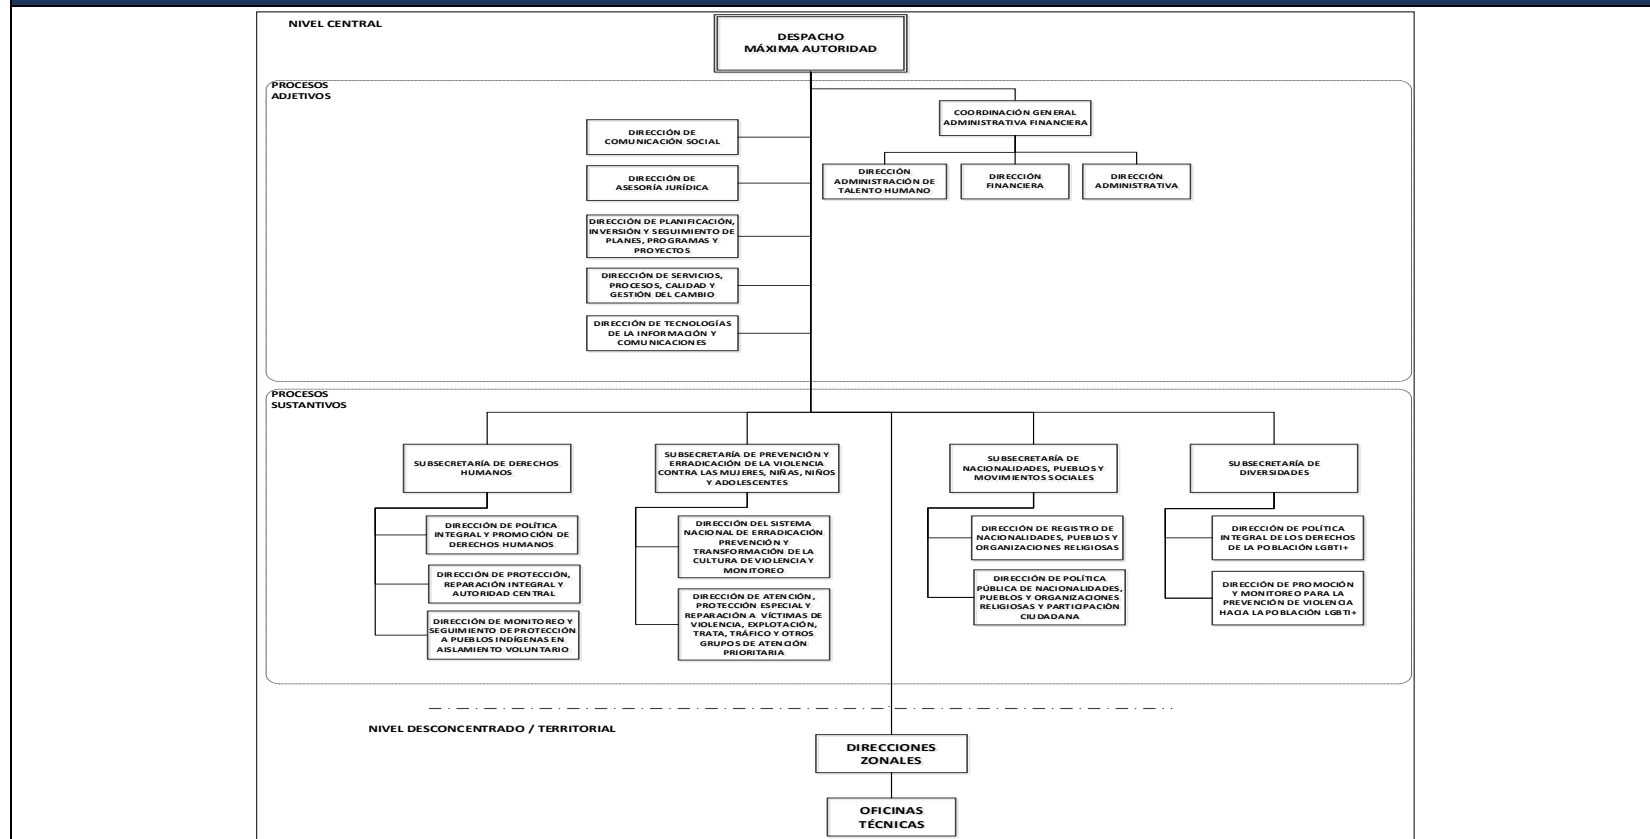 NIVEL CENTRAL
DESPACHO
MÁXIMA AUTORIDAD
PROCESOS
ADJETIVOS
COORDINACIÓN GENERAL
ADMINISTRATIVA FINANCIERA
DIRECCIÓN
ADMINISTRACIÓN DE
TALENTO HUMANO
DIRECCIÓN
FINANCIERA
DIRECCIÓN
ADMINISTRATIVA
DIRECCIÓN DE
COMUNICACIÓN SOCIAL
DIRECCIÓN DE
ASESORÍA JURÍDICA
DIRECCIÓN DE PLANIFICACIÓN,
INVERSIÓN Y SEGUIMIENTO DE
PLANES, PROGRAMAS Y
PROYECTOS
DIRECCIÓN DE SERVICIOS,
PROCESOS, CALIDAD Y
GESTIÓN DEL CAMBIO
DIRECCIÓN DE TECNOLOGÍAS
DE LA INFORMACIÓN Y
COMUNICACIONES
PROCESOS
SUSTANTIVOS
SUBSECRETARÍA DE DERECHOS
HUMANOS
DIRECCIÓN DE POLÍTICA
INTEGRAL Y PROMOCIÓN DE
DERECHOS HUMANOS
DIRECCIÓN DE PROTECCIÓN,
REPARACIÓN INTEGRAL Y
AUTORIDAD CENTRAL
DIRECCIÓN DE MONITOREO Y
SEGUIMIENTO DE PROTECCIÓN
A PUEBLOS INDÍGENAS EN
AISLAMIENTO VOLUNTARIO
SUBSECRETARÍA DE PREVENCIÓN Y
ERRADICACIÓN DE LA VIOLENCIA
CONTRA LAS MUJERES, NIÑAS, NIÑOS
Y ADOLESCENTES
DIRECCIÓN DEL SISTEMA
NACIONAL DE ERRADICACIÓN
PREVENCIÓN Y
TRANSFORMACIÓN DE LA
CULTURA DE VIOLENCIA Y
MONITOREO
DIRECCIÓN DE ATENCIÓN,
PROTECCIÓN ESPECIAL Y
REPARACIÓN A VÍCTIMAS DE
VIOLENCIA, EXPLOTACIÓN,
TRATA, TRÁFICO Y OTROS
GRUPOS DE ATENCIÓN
PRIORITARIA
SUBSECRETARÍA DE
NACIONALIDADES, PUEBLOS Y
MOVIMIENTOS SOCIALES
DIRECCIÓN DE REGISTRO DE
NACIONALIDADES, PUEBLOS Y
ORGANIZACIONES RELIGIOSAS
DIRECCIÓN DE POLÍTICA
PÚBLICA DE NACIONALIDADES,
PUEBLOS Y ORGANIZACIONES
RELIGIOSAS Y PARTICIPACIÓN
CIUDADANA
SUBSECRETARÍA DE
DIVERSIDADES
DIRECCIÓN DE POLÍTICA
INTEGRAL DE LOS DERECHOS
DE LA POBLACIÓN LGBTI+
DIRECCIÓN DE PROMOCIÓN
Y MONITOREO PARA LA
PREVENCIÓN DE VIOLENCIA
HACIA LA POBLACIÓN LGBTI+
NIVEL DESCONCENTRADO / TERRITORIAL
DIRECCIONES
ZONALES
OFICINAS
TÉCNICAS